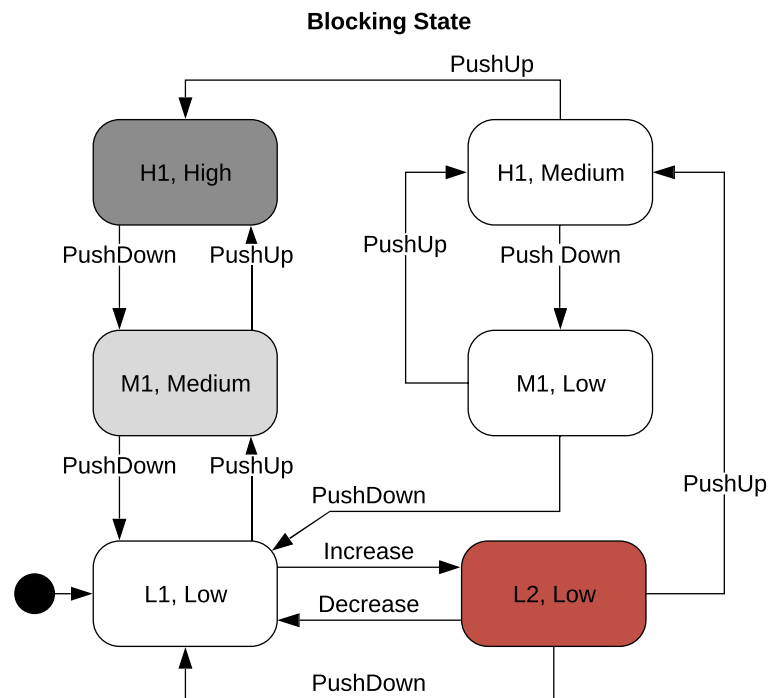 Blocking State
PushUp
H1, High
H1, Medium
PushDown
PushUp
PushUp
Push Down
M1, Medium
M1, Low
PushDown
PushUp
PushUp
PushDown
Increase
L1, Low
L2, Low
Decrease
PushDown